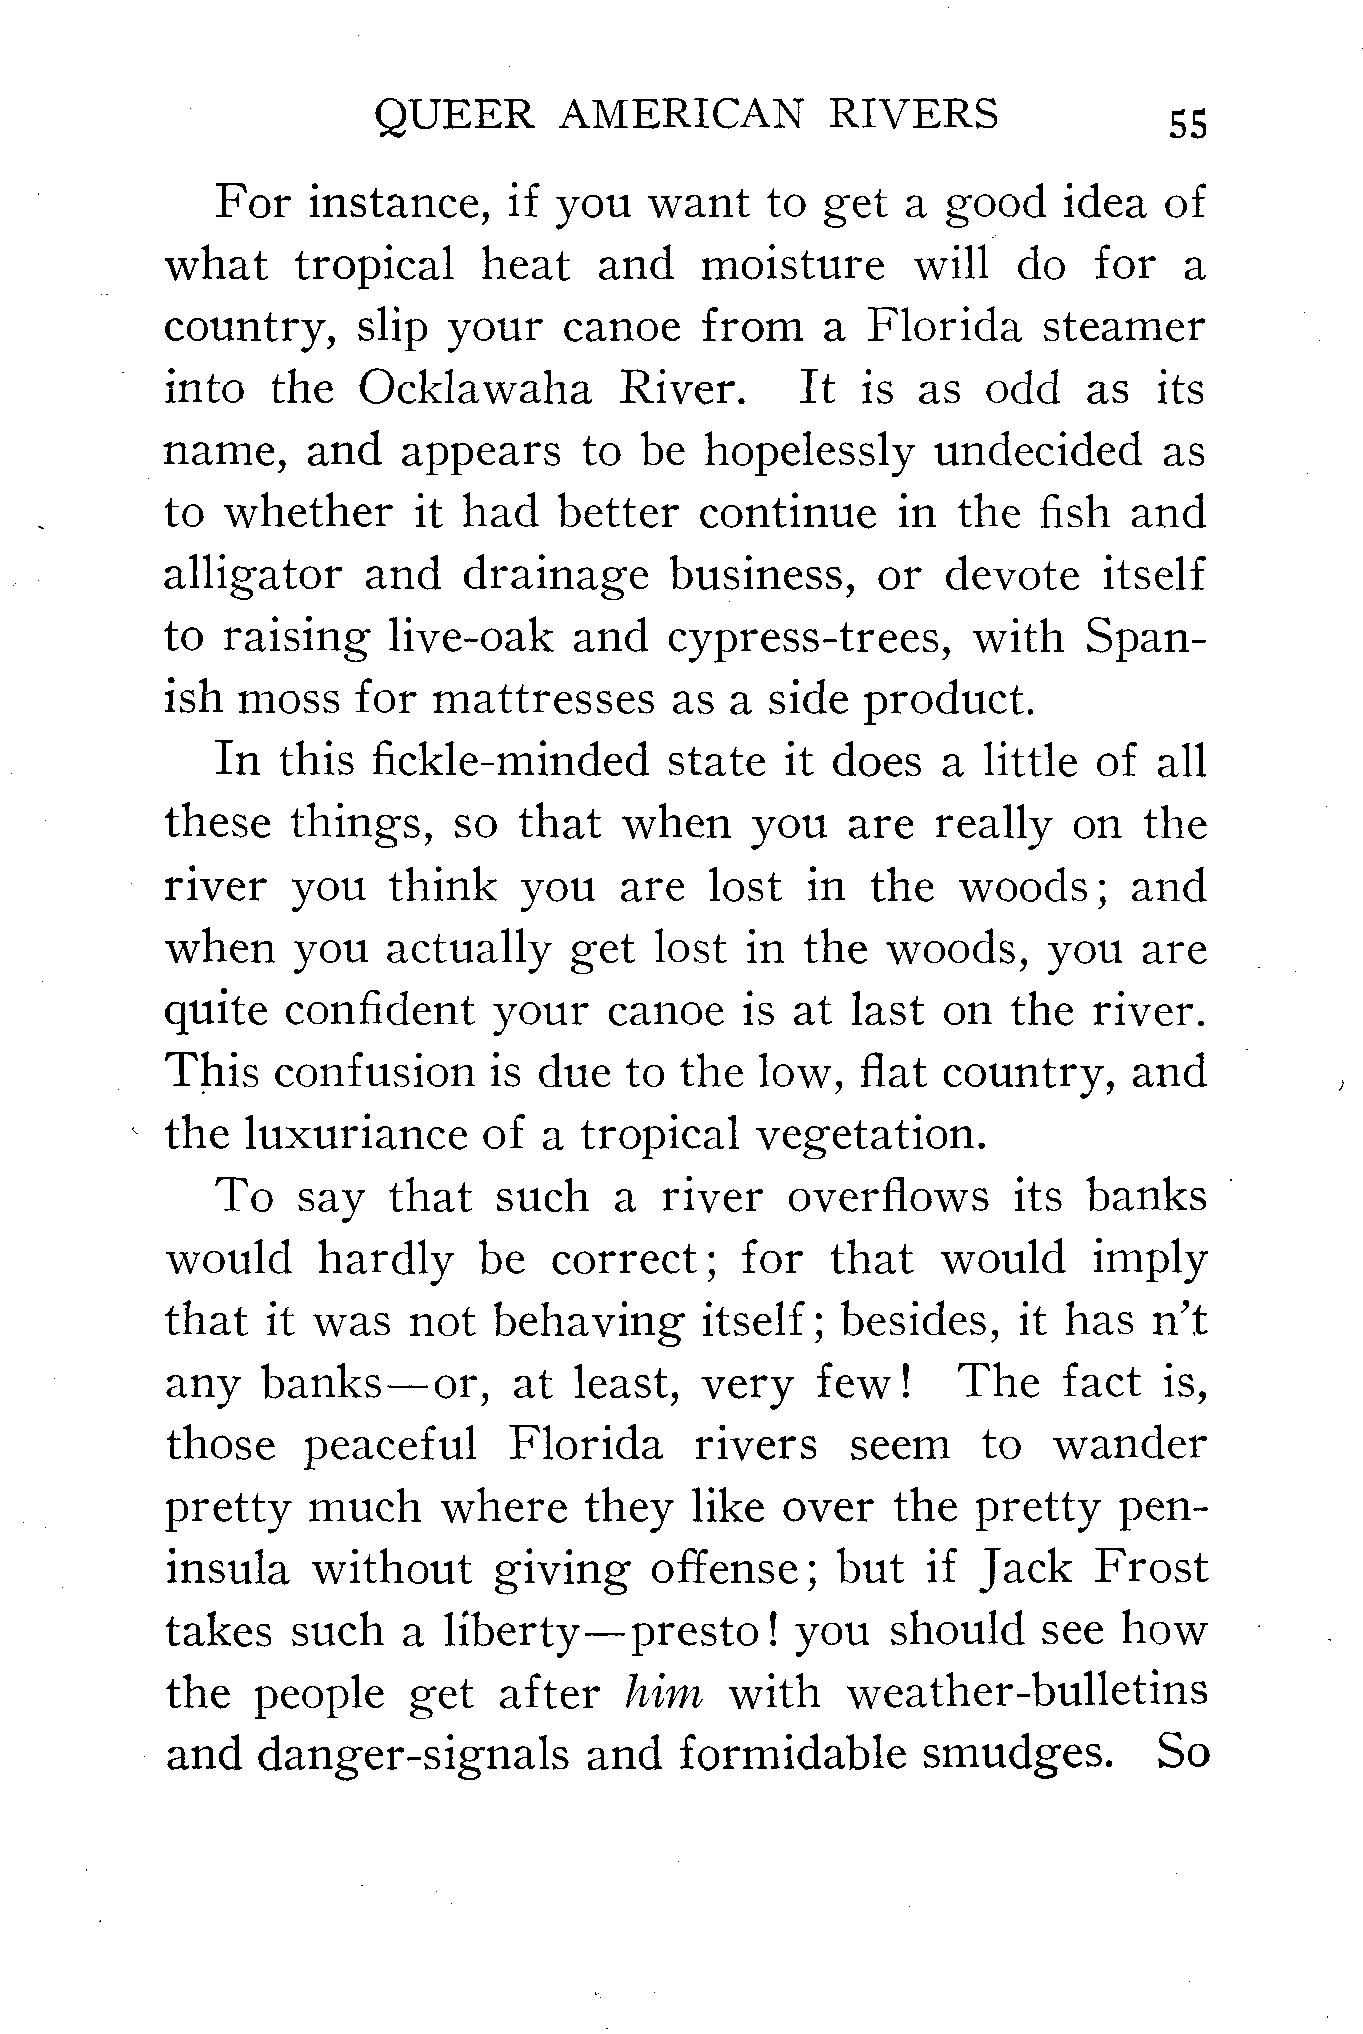 QUEER AMERICAN RIVERS 55
For instance, if you want to get a good idea of
what tropical heat and moisture will do for a
country, slip your canoe from a Florida steamer
into the Ocklawaha River. It is as odd as its
name, and appears to be hopelessly undecided as
to whether it had better continue in the fish and
alligator and drainage business, or devote itself
to raising live-oak and cypress-trees, with Span-
ish moss for mattresses as a side product.
In this fickle-minded state it does a little of all
these things, so that when you are really on the
river you think you are lost in the woods; and
when you actually get lost in the woods, you are
quite confident your canoe is at last on the river.
This confusion is due to the low, flat country, and
the luxuriance of a tropical vegetation.
To say that such a river overflows its banks
would hardly be correct; for that would imply
that it was not behaving itself; besides, it has n't
any banks—or, at least, very few! The fact is,
those peaceful Florida rivers seem to wander
pretty much where they like over the pretty pen-
insula without giving offense; but if Jack Frost
takes such a liberty—presto! you should see how
the people get after him with weather-bulletins
and danger-signals and formidable smudges. So